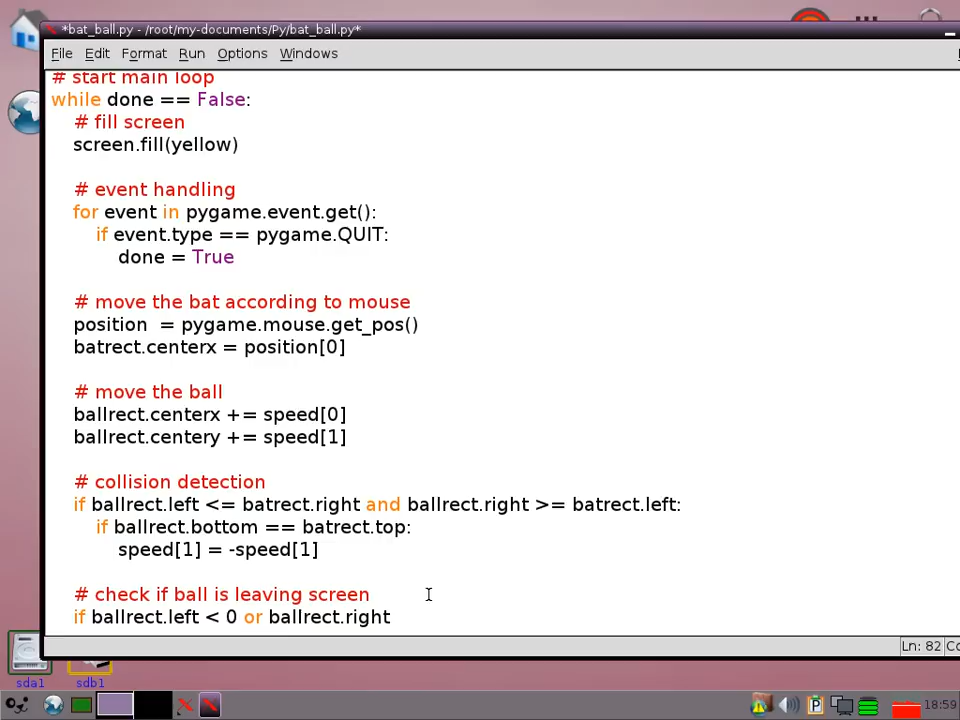 *bat_ball.py - /root/my-documents/Py/bat_ball.py*
File Edit Format Run Options Windows
# start main loop
while done == False:
# fill screen
screen.fill(yellow)
# event handling
for event in pygame.event.get():
if event.type == pygame.QUIT:
done = True
# move the bat according to mouse
position  = pygame.mouse.get_pos()
batrect.centerx = position[0]
# move the ball
ballrect.centerx += speed[0]
ballrect.centery += speed[1]
# collision detection
if ballrect.left <= batrect.right and ballrect.right >= batrect.left:
if ballrect.bottom == batrect.top:
speed[1] = -speed[1]
# check if ball is leaving screen
if ballrect.left < 0 or ballrect.right
Ln: 82 Co
sda1 sdb1
P 18:59